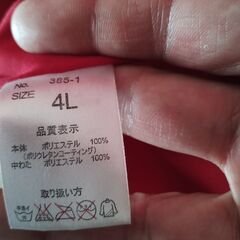 No. 385-1
SIZE 4L
品質表示
本体 ポリエステル 100%
(ポリウレタンコーティング)
中わた ポリエステル 100%
取り扱い方